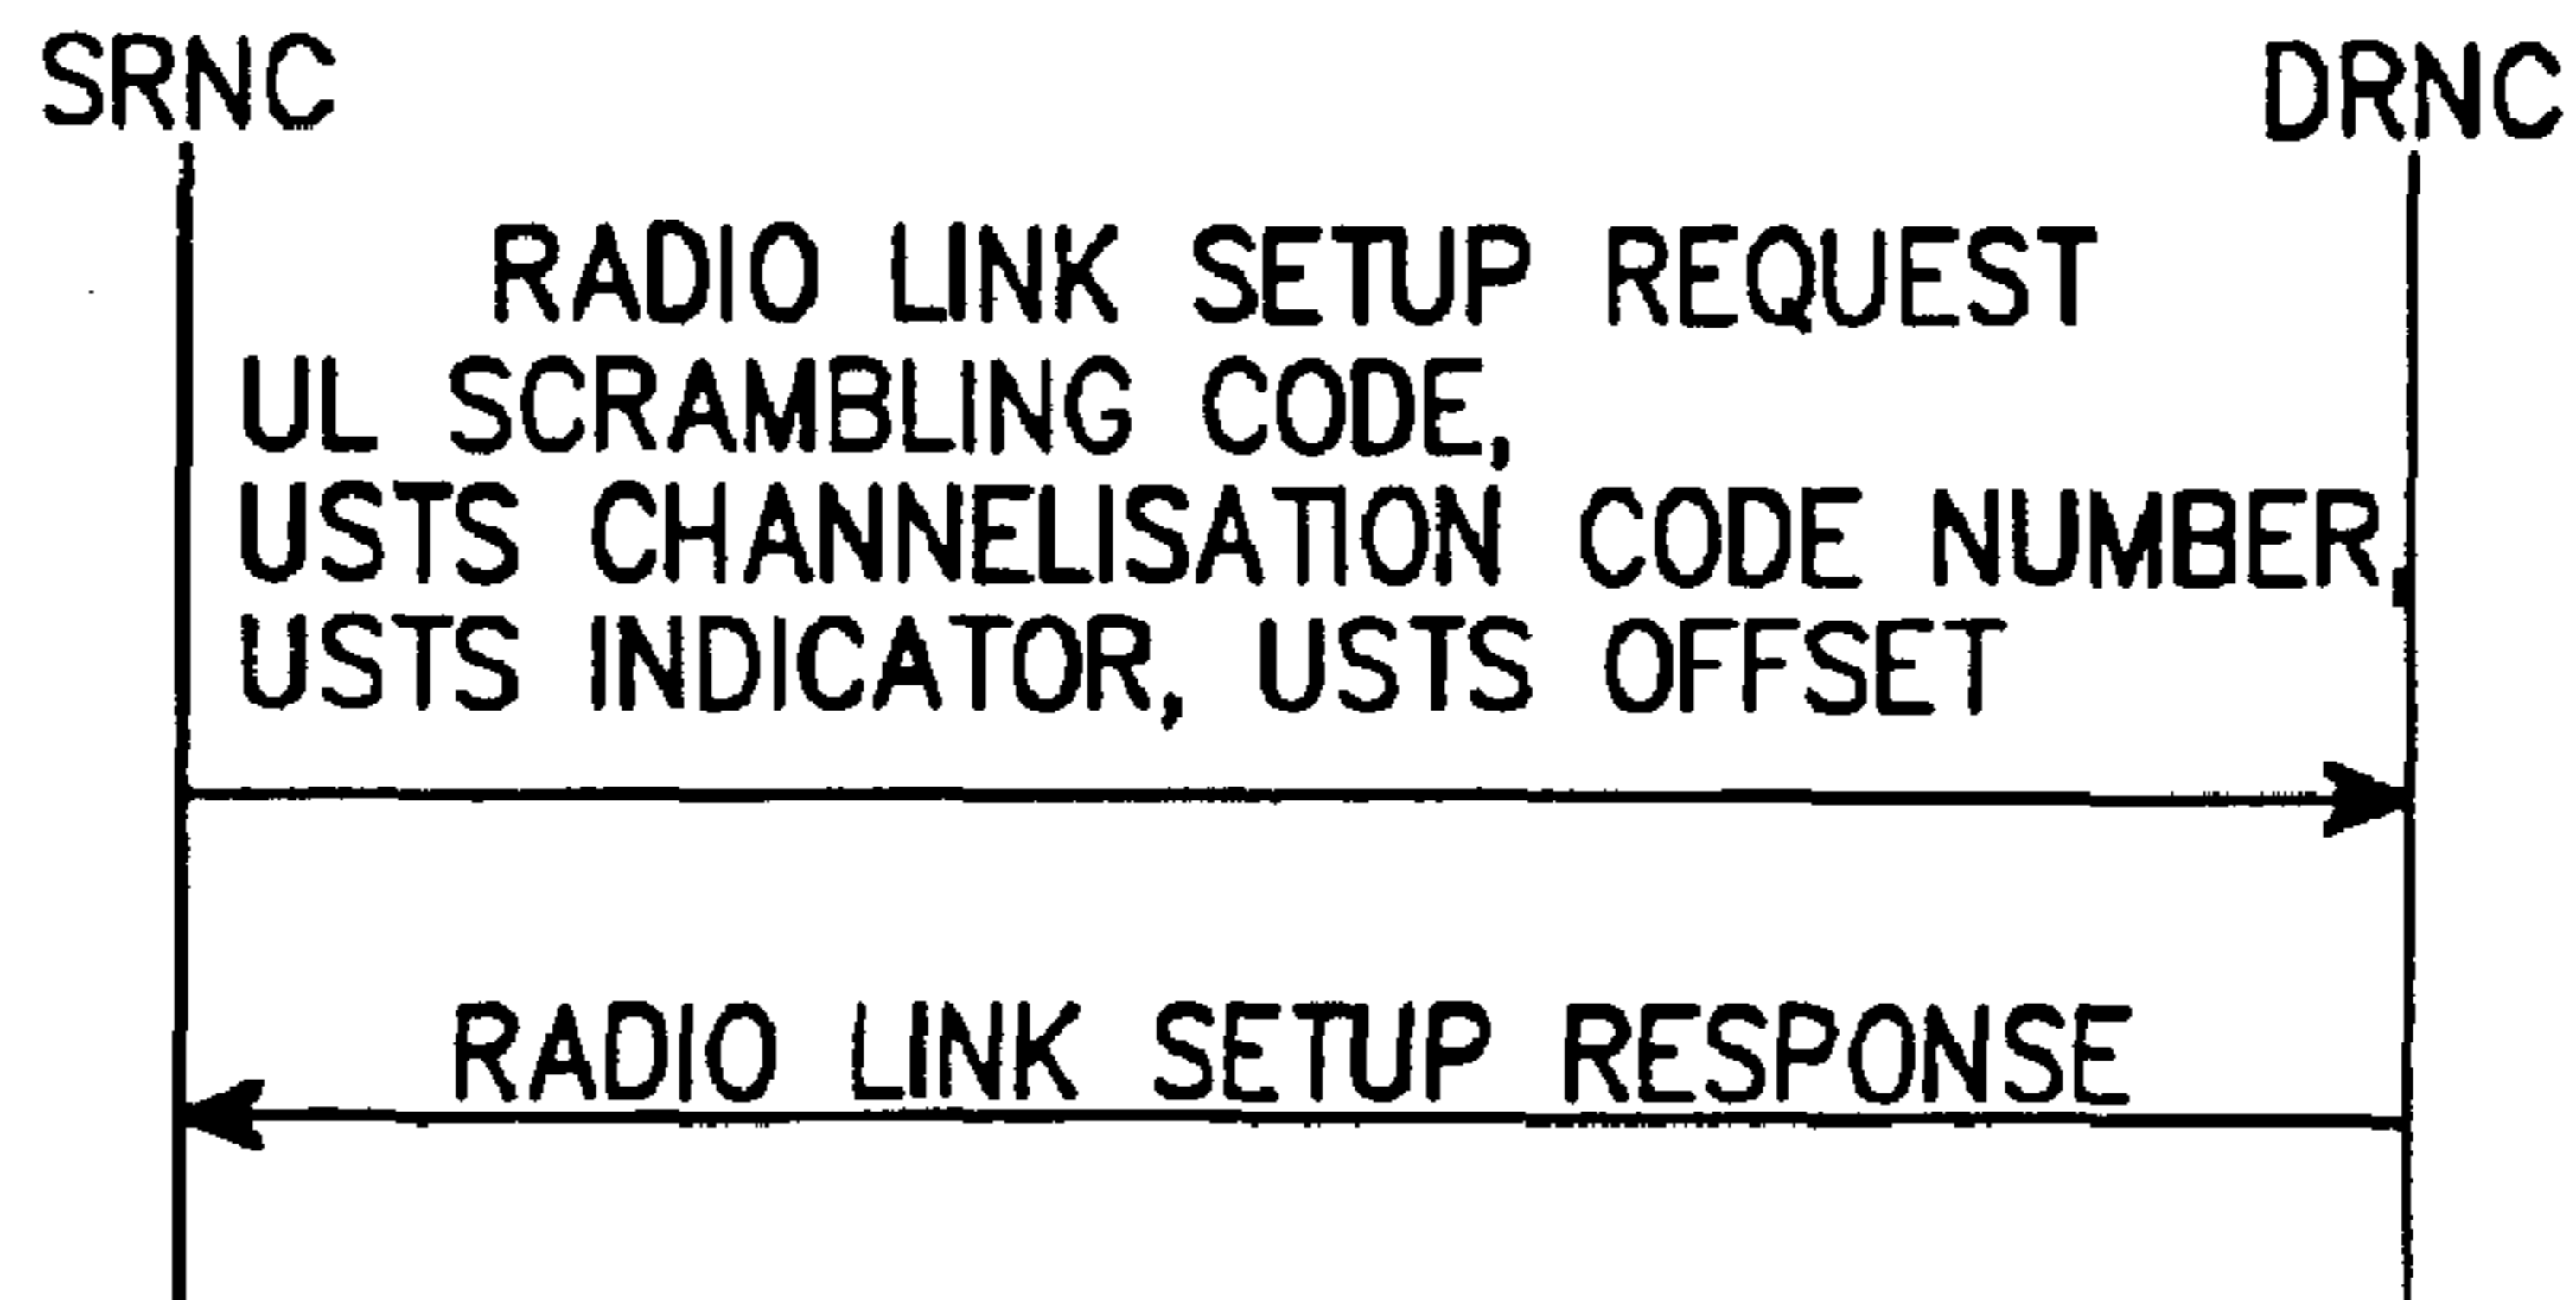 SRNC
DRNC
RADIO LINK SETUP REQUEST
UL SCRAMBLING CODE,
USTS CHANNELISATION CODE NUMBER,
USTS INDICATOR, USTS OFFSET
RADIO LINK SETUP RESPONSE